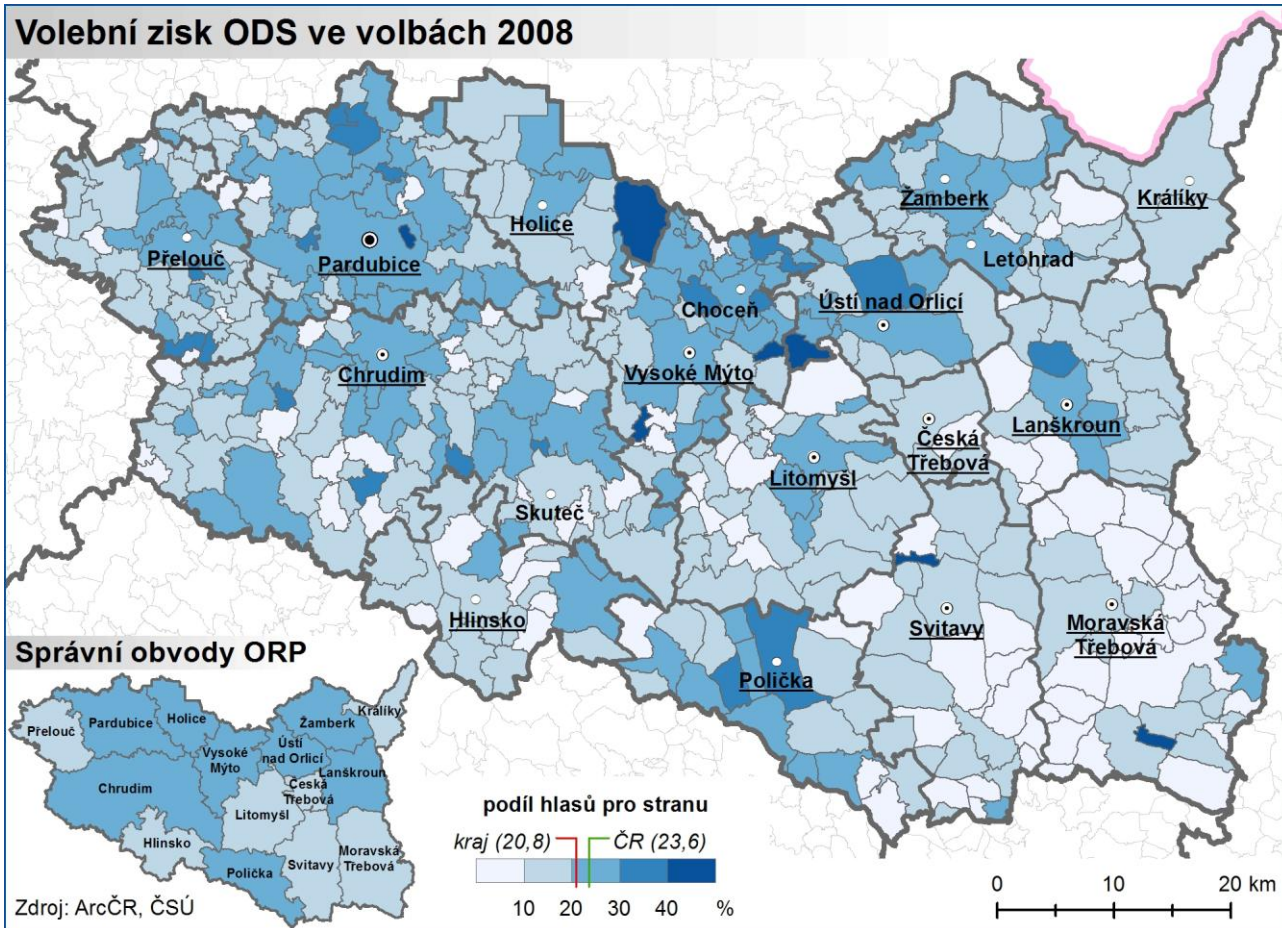 Volební zisk ODS ve volbách 2008
Žamberk
Králíky
Holice
Přelouč
Pardubice
Letohrad
Choceň
Ústí nad Orlicí
Chrudim
Vysoké Mýto
Lanškroun
Česká
Třebová
Litomyšl
Skuteč
Hlinsko
Svitavy
Moravská
Třebová
Polička
Správní obvody ORP
Přelouč
Pardubice
Holice
Žamberk
Králíky
Vysoké
Mýto
Ústí
nad Orlicí
Lanškroun
Chrudim
Česká
Třebová
Litomyšl
Hlinsko
Svitavy
Moravská
Třebová
Polička
Zdroj: ArcČR, ČSÚ
podíl hlasů pro stranu
kraj (20,8) ČR (23,6)
10 20 30 40 %
0 10 20 km